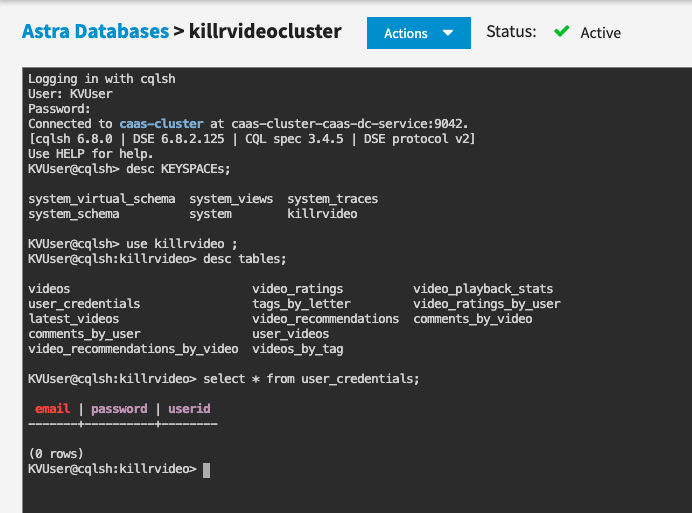 Astra Databases > killrvideocluster Actions Status: Active
Logging in with cqlsh
User: KVUser
Password:
Connected to caas-cluster at caas-cluster-caas-dc-service:9042.
[cqlsh 6.8.0 | DSE 6.8.2.125 | CQL spec 3.4.5 | DSE protocol v2]
Use HELP for help.
KVUser@cqlsh> desc KEYSPACEs;
system_virtual_schema system_views system_traces
system_schema system killrvideo
KVUser@cqlsh> use killrvideo ;
KVUser@cqlsh:killrvideo> desc tables;
videos video_ratings video_playback_stats
user_credentials tags_by_letter video_ratings_by_user
latest_videos video_recommendations comments_by_video
comments_by_user user_videos
video_recommendations_by_video videos_by_tag
KVUser@cqlsh:killrvideo> select * from user_credentials;
email | password | userid
-------+----------+--------
(0 rows)
KVUser@cqlsh:killrvideo>